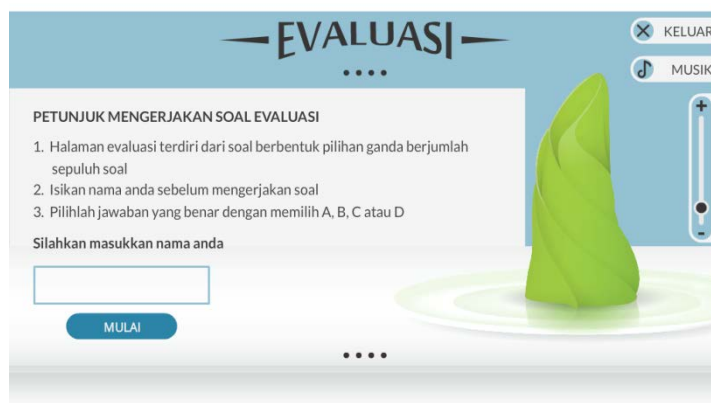 EVALUASI
KELUAR
MUSIK
PETUNJUK MENGERJAKAN SOAL EVALUASI
1. Halaman evaluasi terdiri dari soal berbentuk pilihan ganda berjumlah
sepuluh soal
2. Isikan nama anda sebelum mengerjakan soal
3. Pilihlah jawaban yang benar dengan memilih A, B, C atau D
Silahkan masukkan nama anda
MULAI